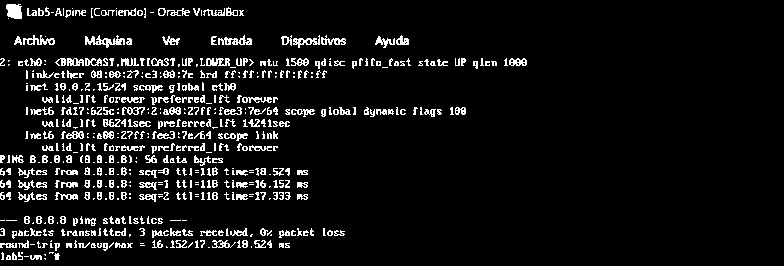 Lab5-Alpine [Corriendo] - Oracle VirtualBox
Archivo Máquina Ver Entrada Dispositivos Ayuda
2: eth0: <BROADCAST,MULTICAST,UP,LOWER_UP> mtu 1500 qdisc pfifo_fast state UP qlen 1000
link/ether 08:00:27:e3:00:7e brd ff:ff:ff:ff:ff:ff
inet 10.0.2.15/24 scope global eth0
valid_lft forever preferred_lft forever
inet6 fd17:625c:f037:2:a00:27ff:fee3:7e/64 scope global dynamic flags 100
valid_lft 86241sec preferred_lft 14241sec
inet6 fe80::a00:27ff:fee3:7e/64 scope link
valid_lft forever preferred_lft forever
PING 8.8.8.8 (8.8.8.8): 56 data bytes
64 bytes from 8.8.8.8: seq=0 ttl=118 time=18.524 ms
64 bytes from 8.8.8.8: seq=1 ttl=118 time=16.152 ms
64 bytes from 8.8.8.8: seq=2 ttl=118 time=17.333 ms
--- 8.8.8.8 ping statistics ---
3 packets transmitted, 3 packets received, 0% packet loss
round-trip min/avg/max = 16.152/17.336/18.524 ms
lab5-vm:~#